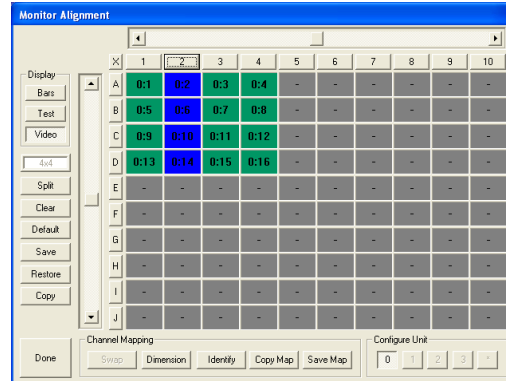 Monitor Alignment
X 1 2 3 4 5 6 7 8 9 10
Display
Bars
Test
Video
4x4
Split
Clear
Default
Save
Restore
Copy
A 0:1 0:2 0:3 0:4 - - - - - -
B 0:5 0:6 0:7 0:8 - - - - - -
C 0:9 0:10 0:11 0:12 - - - - - -
D 0:13 0:14 0:15 0:16 - - - - - -
E - - - - - - - - - -
F - - - - - - - - - -
G - - - - - - - - - -
H - - - - - - - - - -
I - - - - - - - - - -
J - - - - - - - - - -
Done
Channel Mapping
Swap Dimension Identify Copy Map Save Map
Configure Unit
0 1 2 3 *